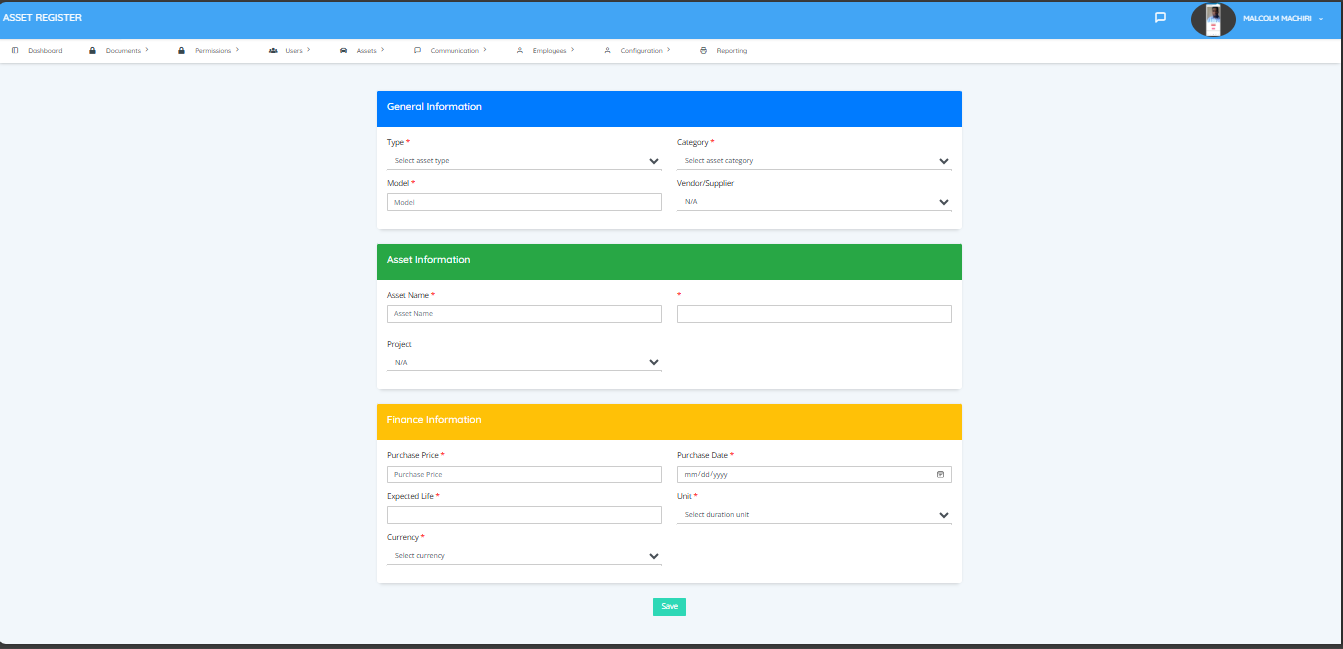 ASSET REGISTER
MALCOLM MACHIRI
Dashboard Documents Permissions Users Assets Communication Employees Configuration Reporting
General Information
Type * Category *
Select asset type Select asset category
Model * Vendor/Supplier
Model N/A
Asset Information
Asset Name * *
Asset Name
Project
N/A
Finance Information
Purchase Price * Purchase Date *
Purchase Price mm/dd/yyyy
Expected Life * Unit *
Select duration unit
Currency *
Select currency
Save